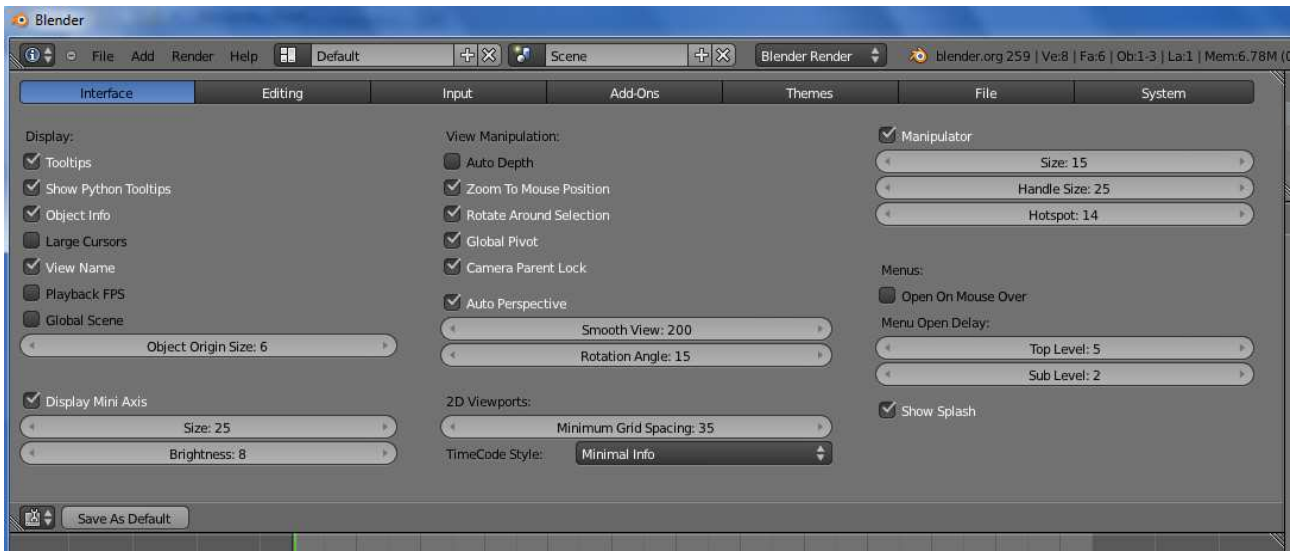 Blender
File Add Render Help Default Scene Blender Render blender.org 259 | Ve:8 | Fa:6 | Ob:1-3 | La:1 | Mem:6.78M (0
Interface Editing Input Add-Ons Themes File System
Display:
Tooltips
Show Python Tooltips
Object Info
Large Cursors
View Name
Playback FPS
Global Scene
Object Origin Size: 6
Display Mini Axis
Size: 25
Brightness: 8
View Manipulation:
Auto Depth
Zoom To Mouse Position
Rotate Around Selection
Global Pivot
Camera Parent Lock
Auto Perspective
Smooth View: 200
Rotation Angle: 15
2D Viewports:
Minimum Grid Spacing: 35
TimeCode Style: Minimal Info
Manipulator
Size: 15
Handle Size: 25
Hotspot: 14
Menus:
Open On Mouse Over
Menu Open Delay:
Top Level: 5
Sub Level: 2
Show Splash
Save As Default